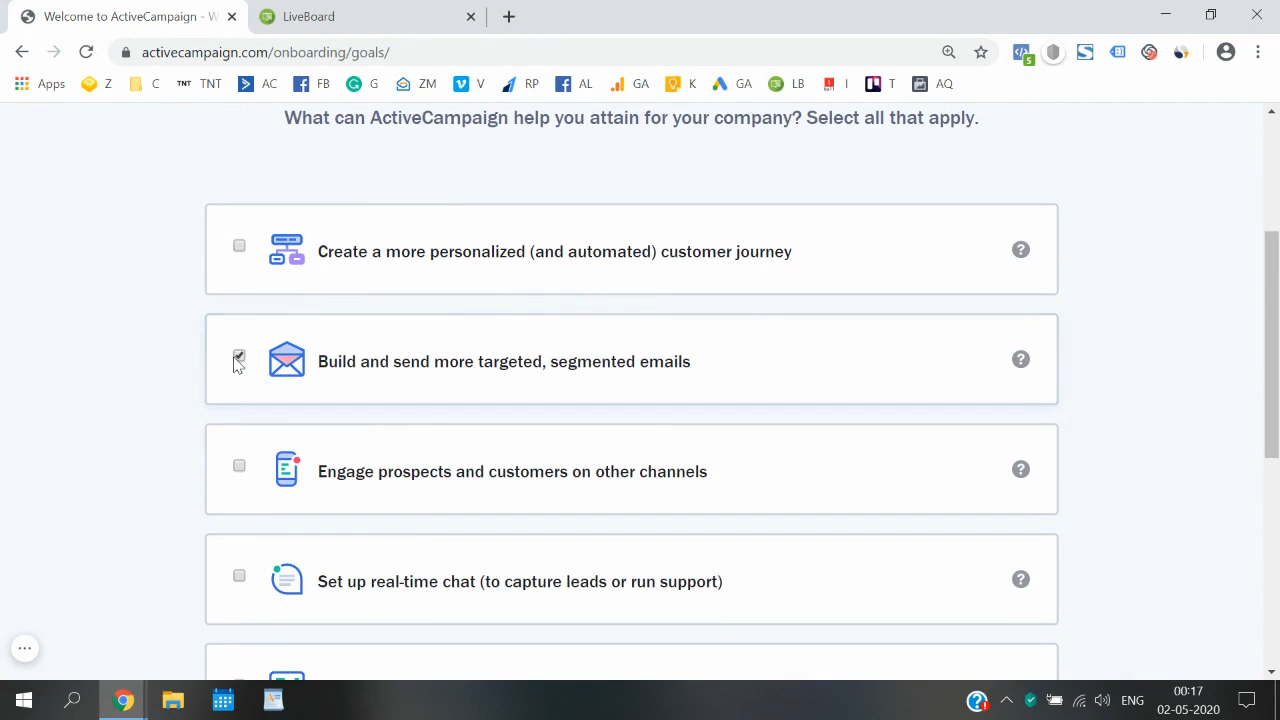 Welcome to ActiveCampaign - W
LiveBoard
activecampaign.com/onboarding/goals/
5
Apps
Z
C
TNT
TNT
AC
FB
G
ZM
V
RP
AL
GA
K
GA
LB
I
T
AQ
What can ActiveCampaign help you attain for your company? Select all that apply.
Create a more personalized (and automated) customer journey
?
Build and send more targeted, segmented emails
?
Engage prospects and customers on other channels
?
Set up real-time chat (to capture leads or run support)
?
ENG
00:17
02-05-2020